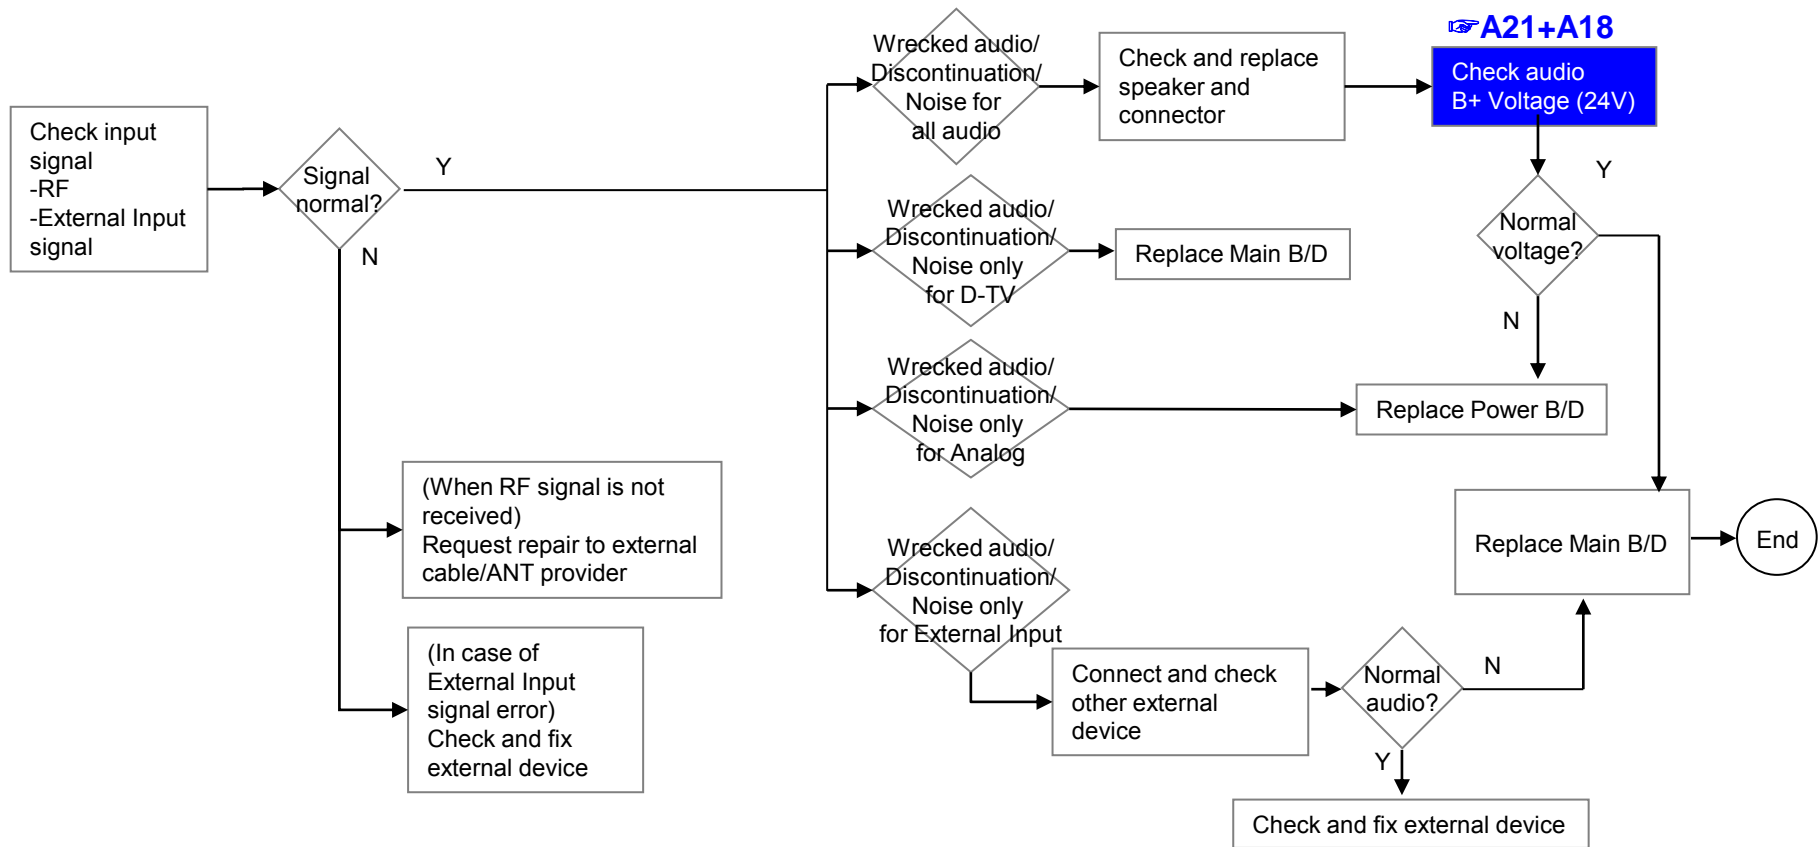 ☞A21+A18
Check input
signal
-RF
-External Input
signal
Signal
normal?
Y
N
(When RF signal is not
received)
Request repair to external
cable/ANT provider
(In case of
External Input
signal error)
Check and fix
external device
Wrecked audio/
Discontinuation/
Noise for
all audio
Check and replace
speaker and
connector
Check audio
B+ Voltage (24V)
Y
Normal
voltage?
N
Wrecked audio/
Discontinuation/
Noise only
for D-TV
Replace Main B/D
Wrecked audio/
Discontinuation/
Noise only
for Analog
Replace Power B/D
Wrecked audio/
Discontinuation/
Noise only
for External Input
Connect and check
other external
device
Normal
audio?
N
Y
Replace Main B/D
End
Check and fix external device